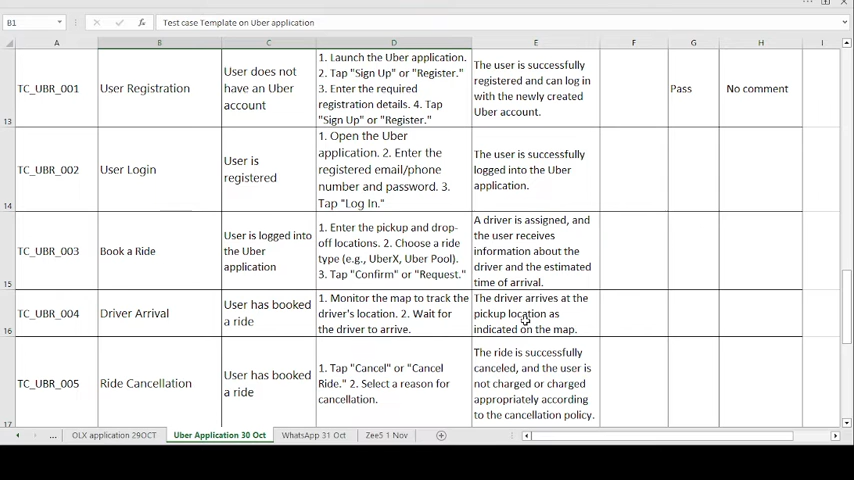 B1
fx
Test case Template on Uber application
A B C D E F G H I
13
TC_UBR_001
User Registration
User does not
have an Uber
account
1. Launch the Uber application.
2. Tap "Sign Up" or "Register."
3. Enter the required
registration details. 4. Tap
"Sign Up" or "Register."
The user is successfully
registered and can log in
with the newly created
Uber account.
Pass
No comment
14
TC_UBR_002
User Login
User is
registered
1. Open the Uber
application. 2. Enter the
registered email/phone
number and password. 3.
Tap "Log In."
The user is successfully
logged into the Uber
application.
15
TC_UBR_003
Book a Ride
User is logged into
the Uber
application
1. Enter the pickup and drop-
off locations. 2. Choose a ride
type (e.g., UberX, Uber Pool).
3. Tap "Confirm" or "Request."
A driver is assigned, and
the user receives
information about the
driver and the estimated
time of arrival.
16
TC_UBR_004
Driver Arrival
User has booked
a ride
1. Monitor the map to track the
driver's location. 2. Wait for
the driver to arrive.
The driver arrives at the
pickup location as
indicated on the map.
17
TC_UBR_005
Ride Cancellation
User has booked
a ride
1. Tap "Cancel" or "Cancel
Ride." 2. Select a reason for
cancellation.
The ride is successfully
canceled, and the user is
not charged or charged
appropriately according
to the cancellation policy.
... OLX application 29OCT Uber Application 30 Oct WhatsApp 31 Oct Zee5 1 Nov